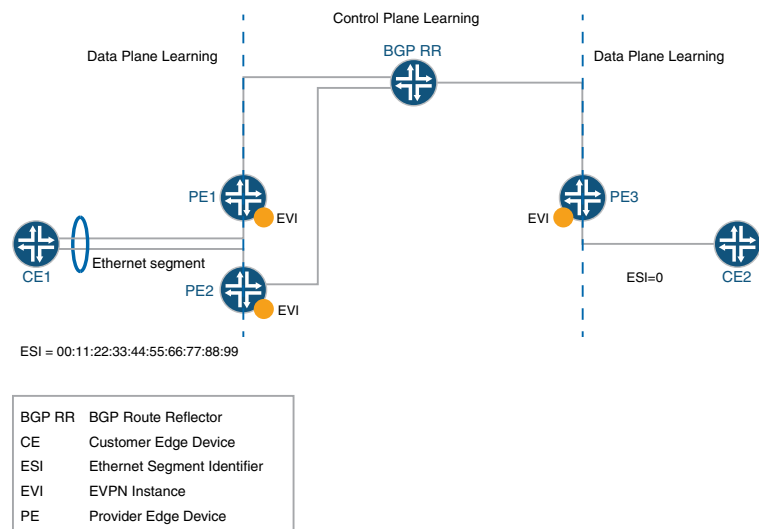 Control Plane Learning
Data Plane Learning
BGP RR
Data Plane Learning
PE1
PE3
EVI
EVI
Ethernet segment
CE1
PE2
ESI=0
CE2
EVI
ESI = 00:11:22:33:44:55:66:77:88:99
BGP RR BGP Route Reflector
CE Customer Edge Device
ESI Ethernet Segment Identifier
EVI EVPN Instance
PE Provider Edge Device